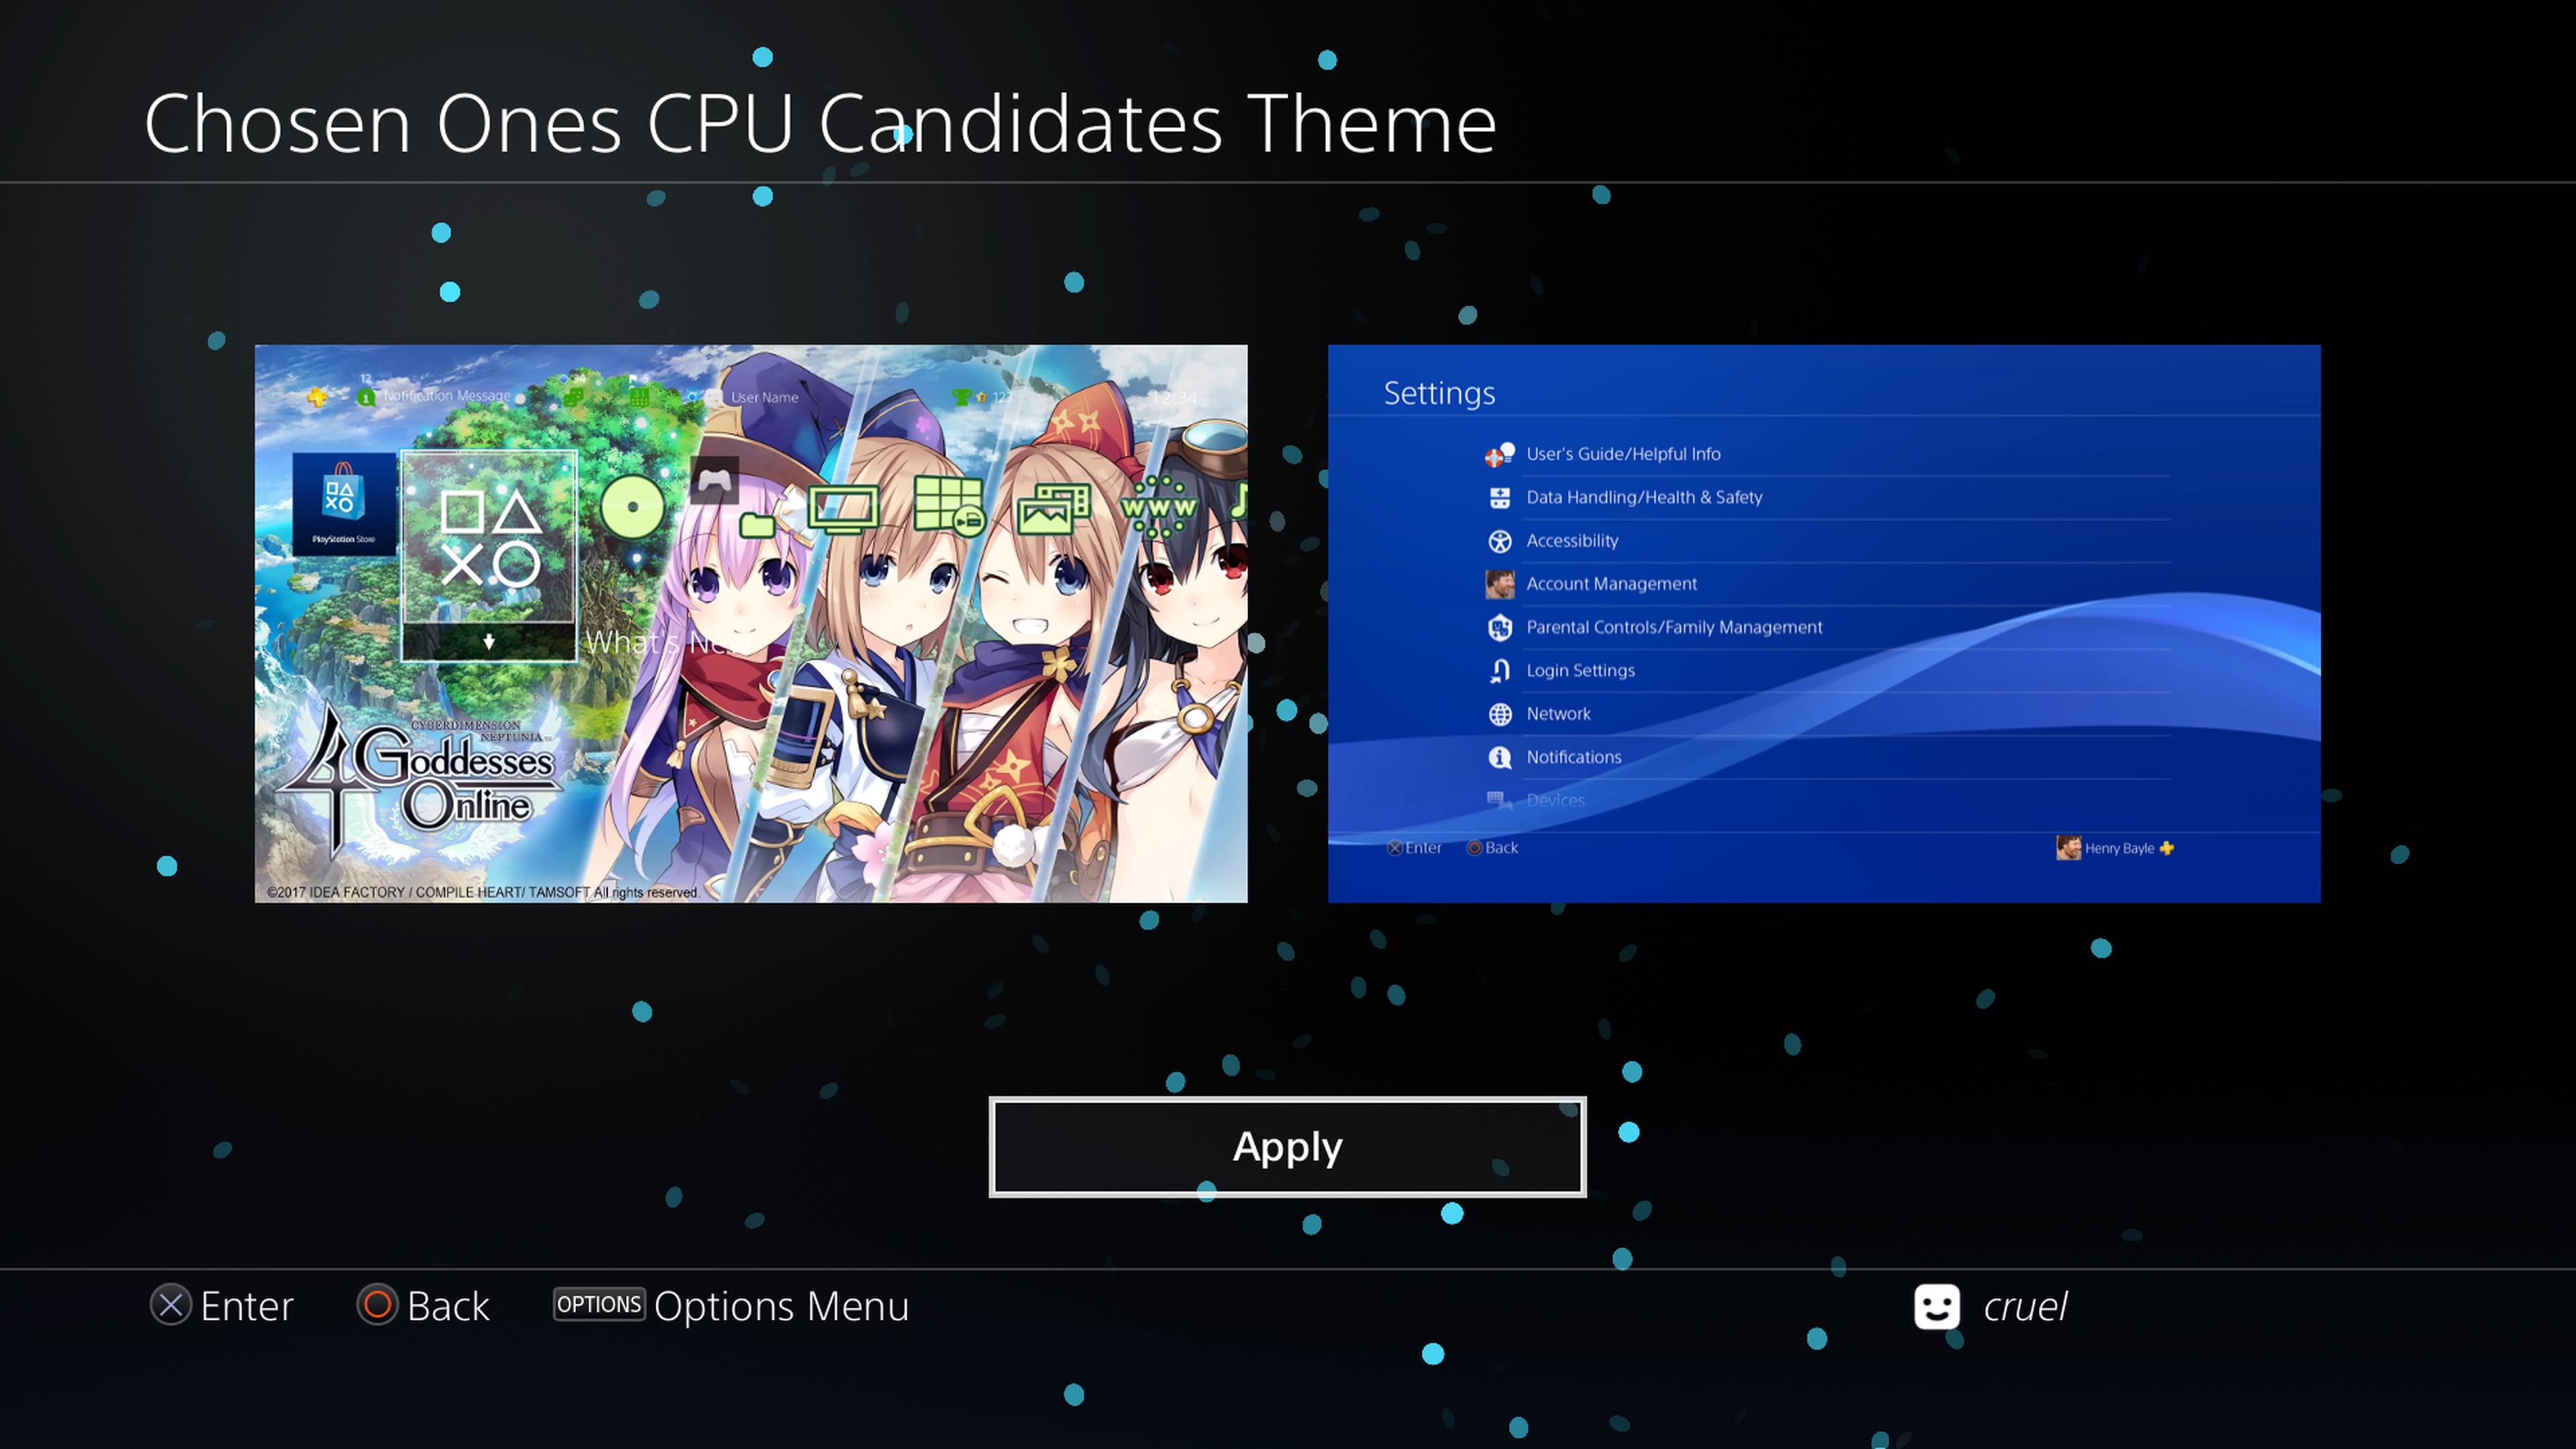 Chosen Ones CPU Candidates Theme
12
Notification Message
User Name
12:34
PlayStation Store
WWW
CYBERDIMENSION
NEPTUNIA
4 Goddesses
Online
©2017 IDEA FACTORY / COMPILE HEART/ TAMSOFT All rights reserved.
Settings
User's Guide/Helpful Info
Data Handling/Health & Safety
Accessibility
Account Management
Parental Controls/Family Management
Login Settings
Network
Notifications
Devices
Enter Back
Henry Bayle
Apply
Enter Back OPTIONS Options Menu
cruel